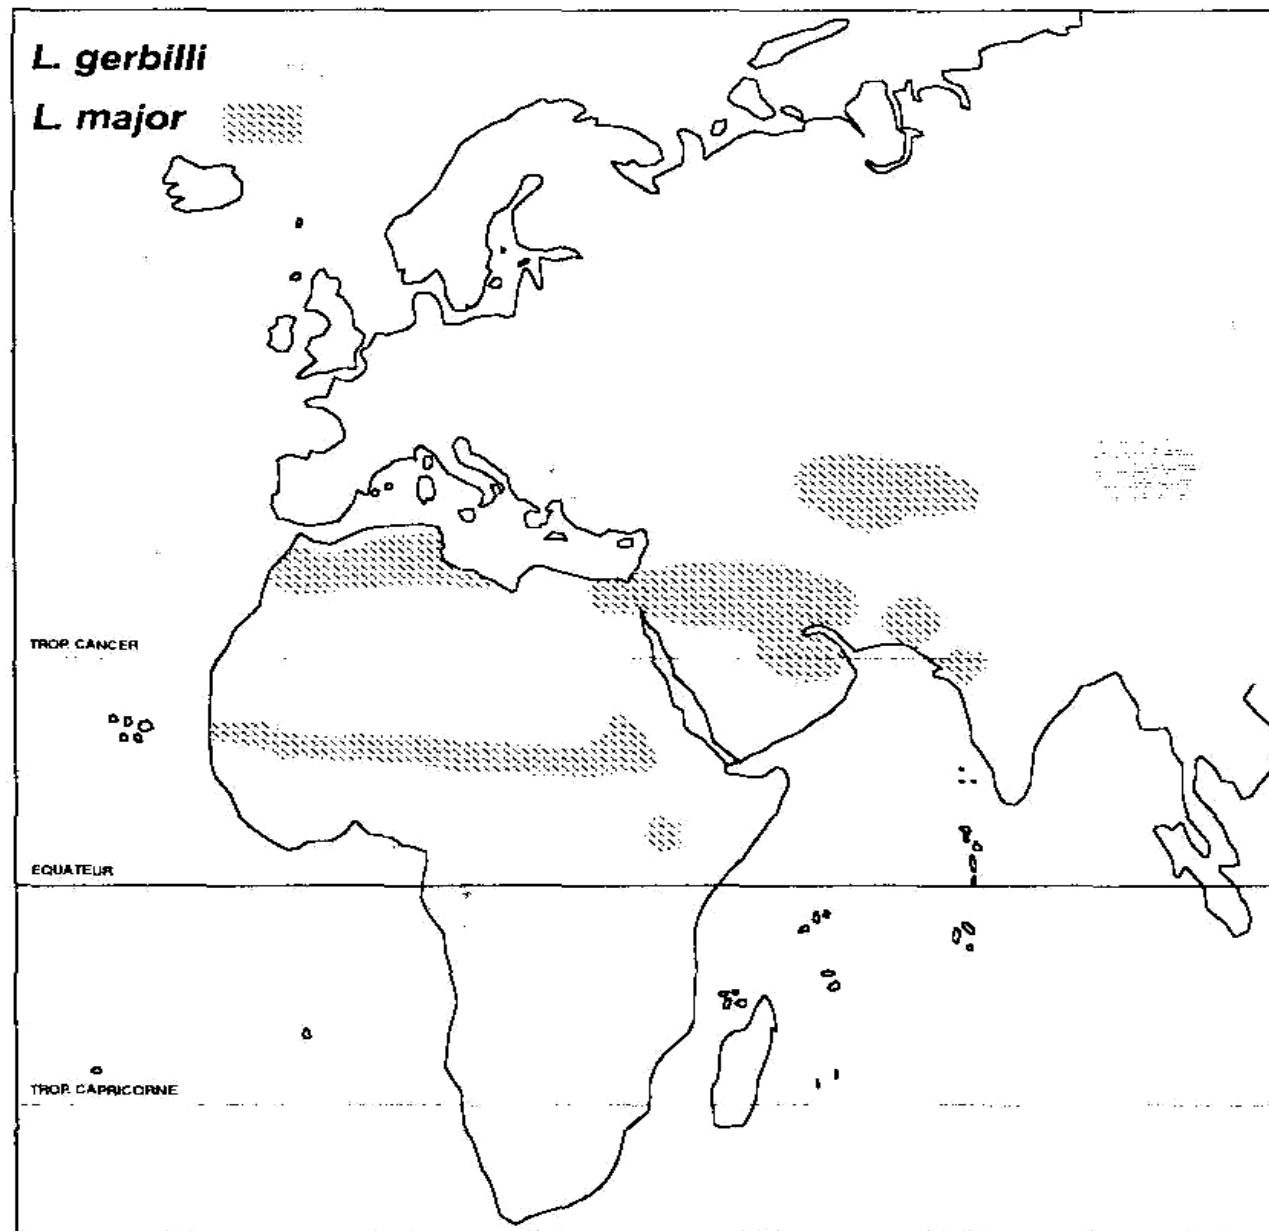 L. gerbilli
L. major
TROP. CANCER
EQUATEUR
TROP. CAPRICORNE